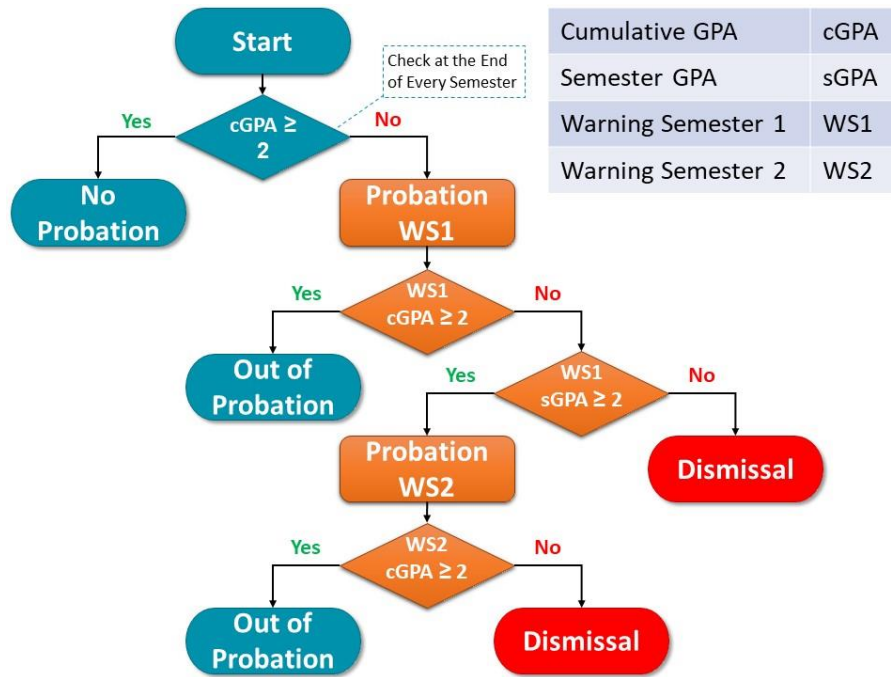 Start
Check at the End
of Every Semester
Cumulative GPA cGPA
Semester GPA sGPA
Warning Semester 1 WS1
Warning Semester 2 WS2
cGPA ≥
2
Yes
No
No
Probation
Probation
WS1
WS1
cGPA ≥ 2
Yes
No
Out of
Probation
WS1
sGPA ≥ 2
Yes
No
Probation
WS2
Dismissal
WS2
cGPA ≥ 2
Yes
No
Out of
Probation
Dismissal